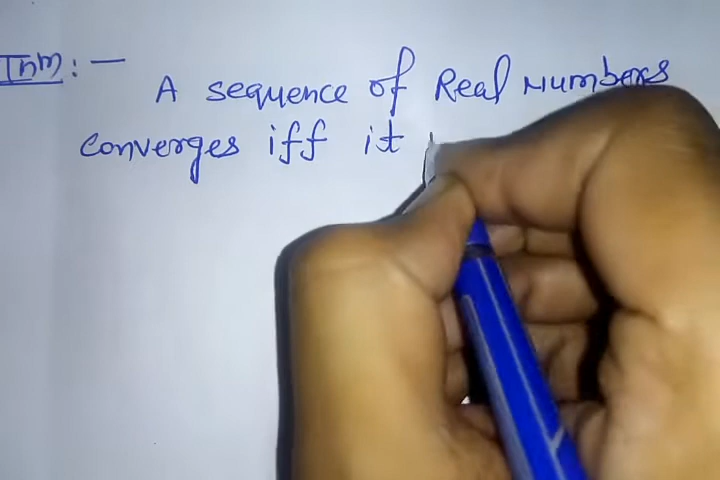 Thm:-
A sequence of Real Numbers
converges iff it